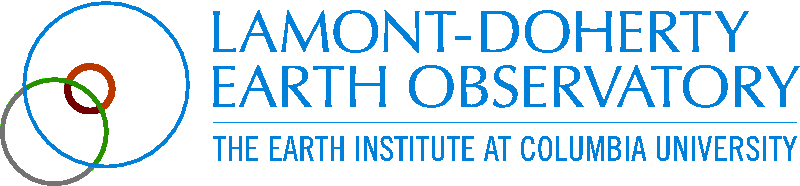 LAMONT-DOHERTY
EARTH OBSERVATORY
THE EARTH INSTITUTE AT COLUMBIA UNIVERSITY